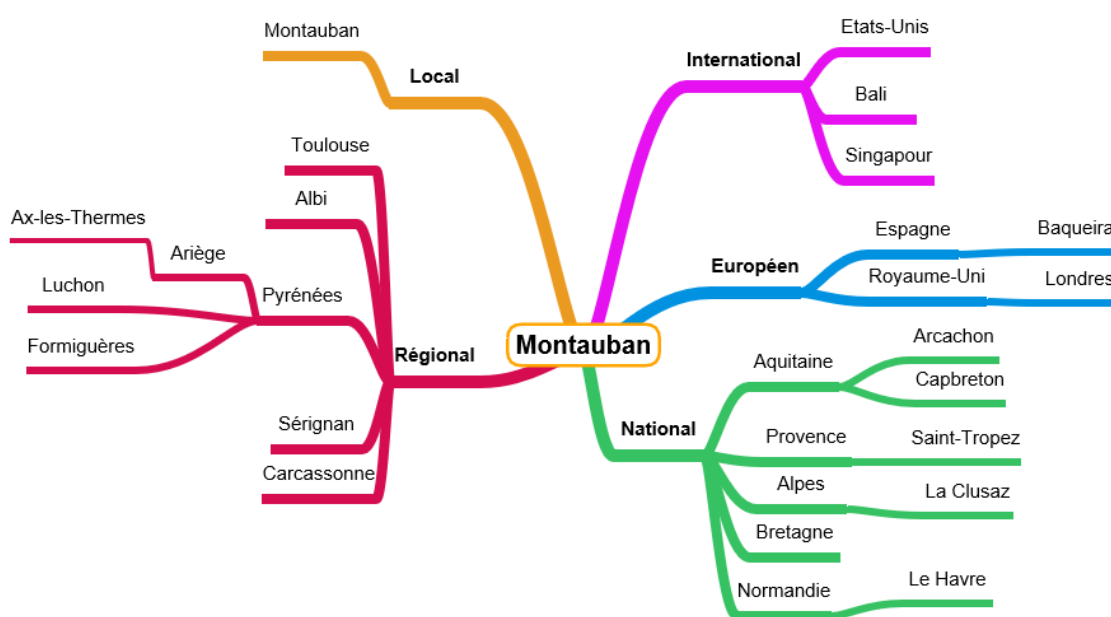 Montauban
Local
Toulouse
Albi
Ax-les-Thermes
Ariège
Luchon
Pyrénées
Formiguères
Régional
Sérignan
Carcassonne
Montauban
International
Etats-Unis
Bali
Singapour
Européen
Espagne
Baqueira
Royaume-Uni
Londres
National
Aquitaine
Arcachon
Capbreton
Provence
Saint-Tropez
Alpes
La Clusaz
Bretagne
Normandie
Le Havre